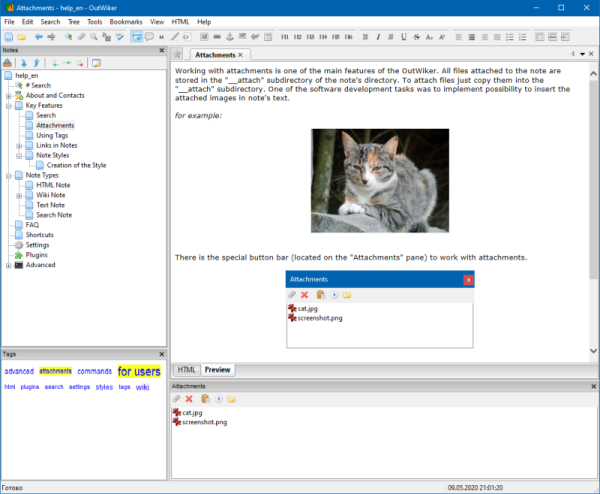 Attachments - help_en - OutWiker
File Edit Search Tree Tools Bookmarks View HTML Help
Notes
help_en
# Search
About and Contacts
Key Features
Search
Attachments
Using Tags
Links in Notes
Note Styles
Creation of the Style
Note Types
HTML Note
Wiki Note
Text Note
Search Note
FAQ
Shortcuts
Settings
Plugins
Advanced
Tags
advanced attachments commands for users
html plugins search settings styles tags wiki
H1 H2 H3 H4 H5 H6 B I U S
Attachments
Working with attachments is one of the main features of the OutWiker. All files attached to the note are
stored in the "__attach" subdirectory of the note's directory. To attach files just copy them into the
"__attach" subdirectory. One of the software development tasks was to implement possibility to insert the
attached images in note's text.
for example:
There is the special button bar (located on the "Attachments" pane) to work with attachments.
Attachments
cat.jpg
screenshot.png
HTML Preview
Attachments
cat.jpg
screenshot.png
Готово
09.05.2020 21:01:20